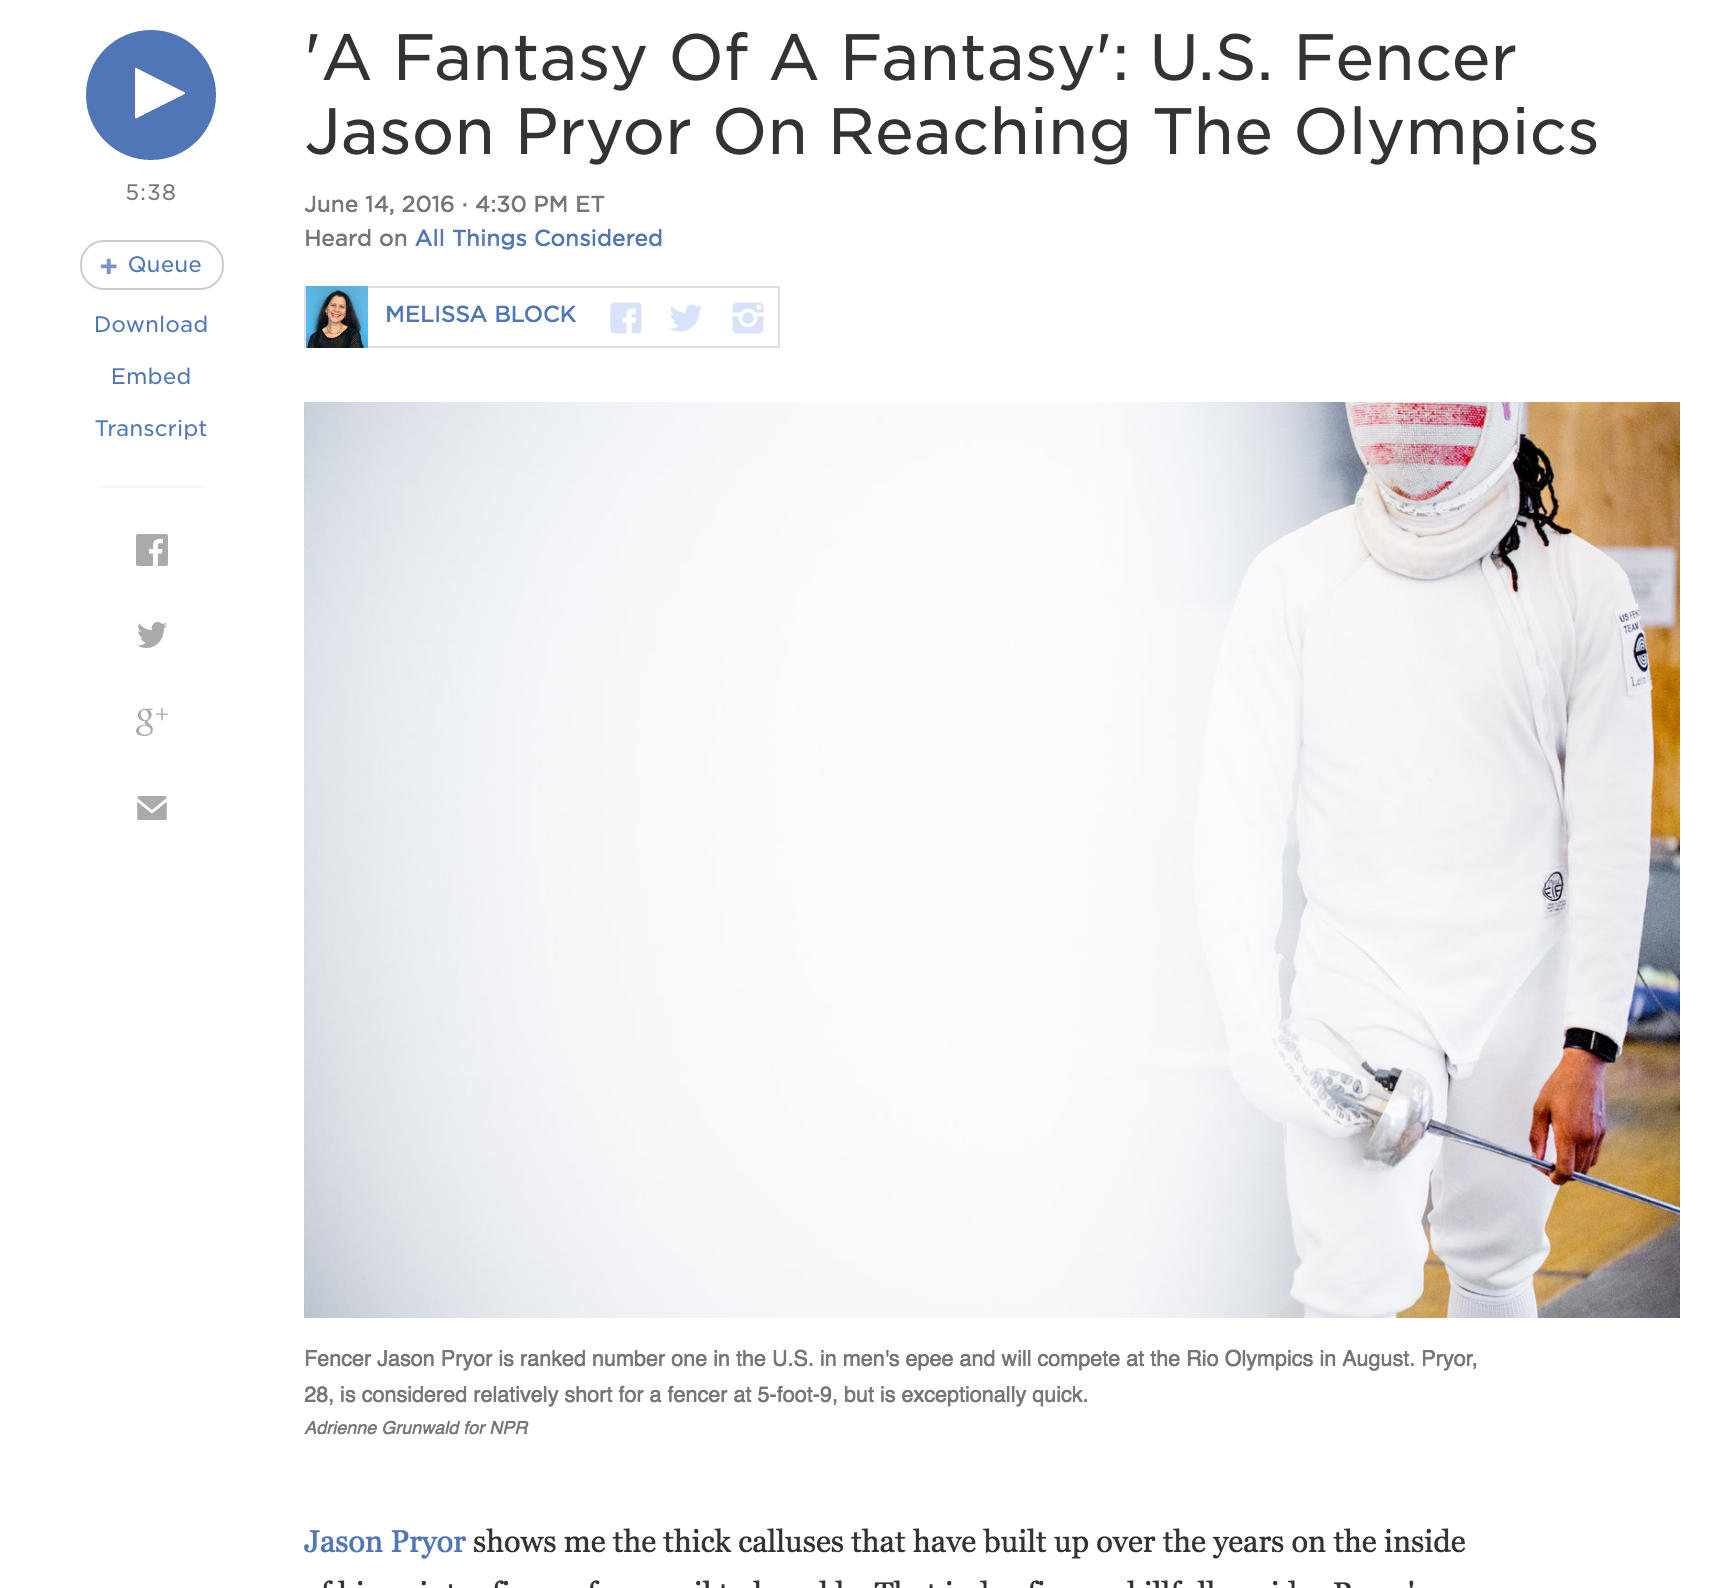 'A Fantasy Of A Fantasy': U.S. Fencer
Jason Pryor On Reaching The Olympics
5:38
+ Queue
Download
Embed
Transcript
g+
June 14, 2016 · 4:30 PM ET
Heard on All Things Considered
MELISSA BLOCK
US FEN
TEAM
Fencer Jason Pryor is ranked number one in the U.S. in men's epee and will compete at the Rio Olympics in August. Pryor,
28, is considered relatively short for a fencer at 5-foot-9, but is exceptionally quick.
Adrienne Grunwald for NPR
Jason Pryor shows me the thick calluses that have built up over the years on the inside